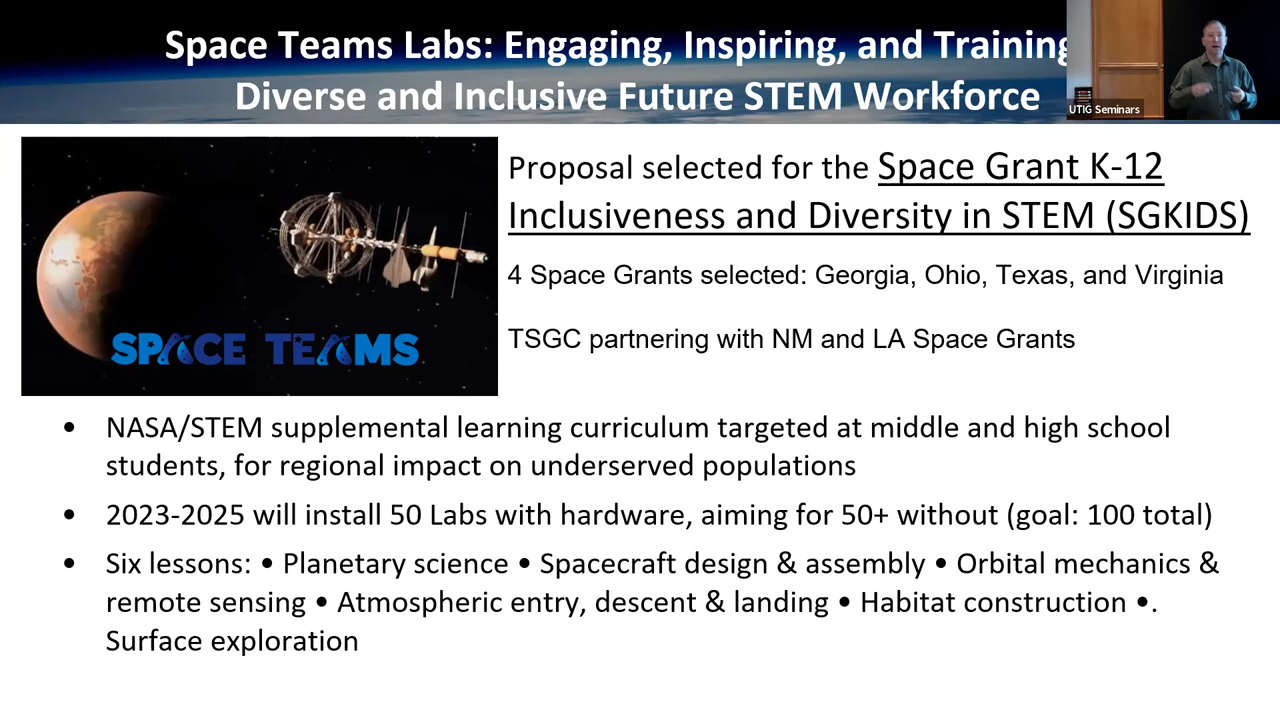 Space Teams Labs: Engaging, Inspiring, and Training
Diverse and Inclusive Future STEM Workforce
UTIG Seminars
SPACE TEAMS
Proposal selected for the Space Grant K-12
Inclusiveness and Diversity in STEM (SGKIDS)
4 Space Grants selected: Georgia, Ohio, Texas, and Virginia
TSGC partnering with NM and LA Space Grants
• NASA/STEM supplemental learning curriculum targeted at middle and high school
students, for regional impact on underserved populations
• 2023-2025 will install 50 Labs with hardware, aiming for 50+ without (goal: 100 total)
• Six lessons: • Planetary science • Spacecraft design & assembly • Orbital mechanics &
remote sensing • Atmospheric entry, descent & landing • Habitat construction •.
Surface exploration